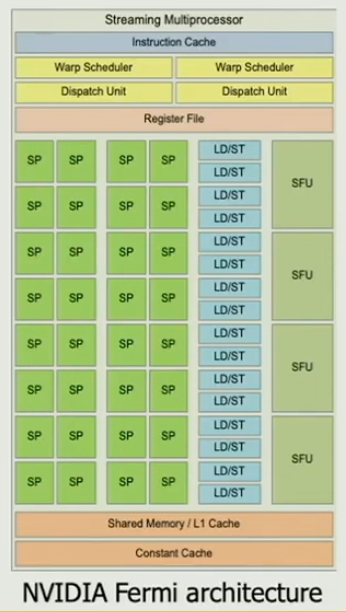 Streaming Multiprocessor
Instruction Cache
Warp Scheduler Warp Scheduler
Dispatch Unit Dispatch Unit
Register File
LD/ST
SP SP SP SP LD/ST SFU
LD/ST
SP SP SP SP LD/ST
LD/ST
SP SP SP SP LD/ST SFU
LD/ST
SP SP SP SP LD/ST
LD/ST
SP SP SP SP LD/ST SFU
LD/ST
SP SP SP SP LD/ST
LD/ST
SP SP SP SP LD/ST SFU
LD/ST
SP SP SP SP LD/ST
Shared Memory / L1 Cache
Constant Cache
NVIDIA Fermi architecture